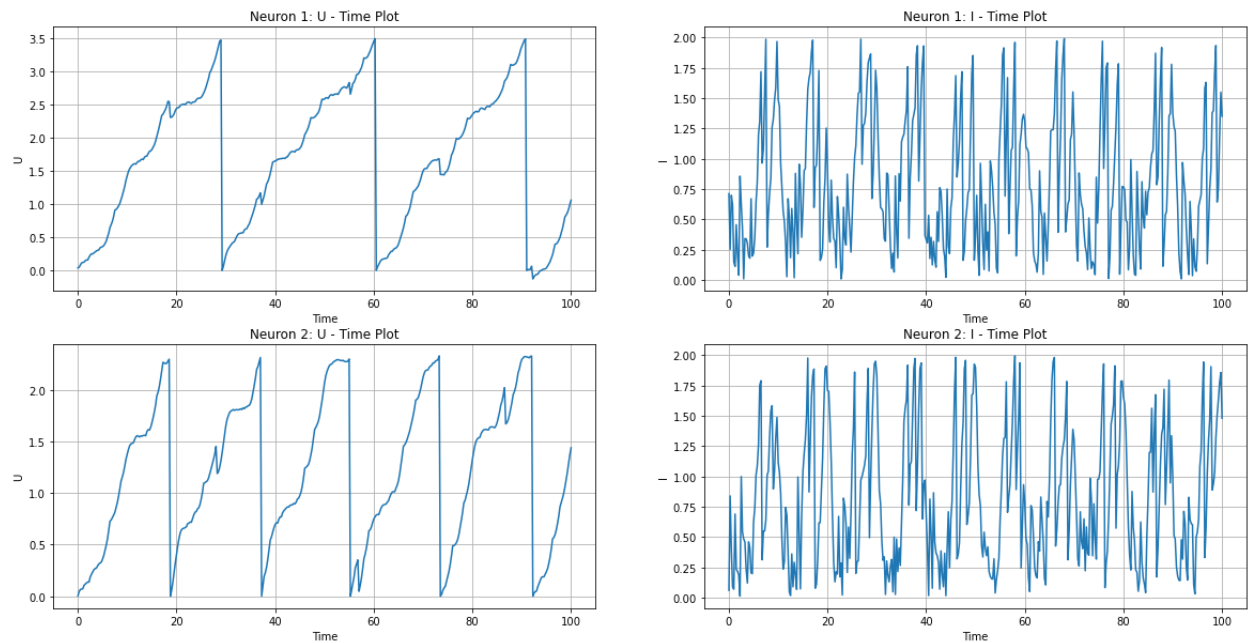 Neuron 1: U - Time Plot
3.5
3.0
2.5
2.0
1.5
1.0
0.5
0.0
U
0 20 40 60 80 100
Time
Neuron 1: I - Time Plot
2.00
1.75
1.50
1.25
1.00
0.75
0.50
0.25
0.00
I
0 20 40 60 80 100
Time
Neuron 2: U - Time Plot
2.0
1.5
1.0
0.5
0.0
U
0 20 40 60 80 100
Time
Neuron 2: I - Time Plot
2.00
1.75
1.50
1.25
1.00
0.75
0.50
0.25
0.00
I
0 20 40 60 80 100
Time